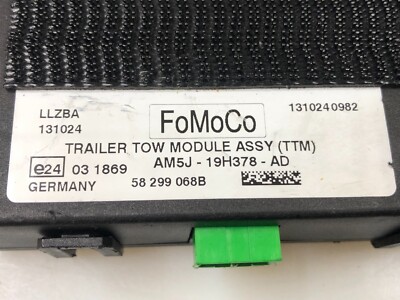 LLZBA
131024
FoMoCo
1310240982
TRAILER TOW MODULE ASSY (TTM)
AM5J - 19H378 - AD
e24 03 1869
GERMANY
58 299 068B